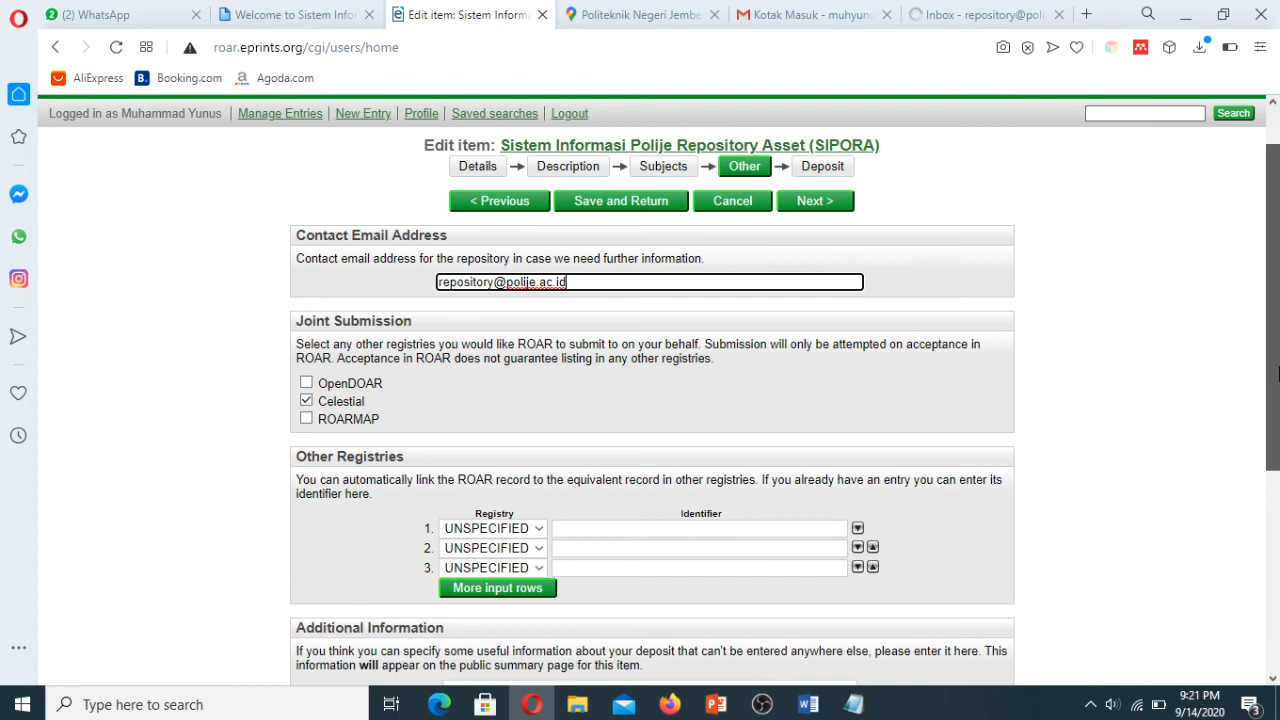 (2) WhatsApp
Welcome to Sistem Info
Edit item: Sistem Informa
Politeknik Negeri Jembe
Kotak Masuk - muhyunu
Inbox - repository@poli
roar.eprints.org/cgi/users/home
AliExpress
B. Booking.com
a Agoda.com
Logged in as Muhammad Yunus | Manage Entries | New Entry | Profile | Saved searches | Logout
Search
Edit item: Sistem Informasi Polije Repository Asset (SIPORA)
Details Description Subjects Other Deposit
< Previous Save and Return Cancel Next >
Contact Email Address
Contact email address for the repository in case we need further information.
repository@polije.ac.id
Joint Submission
Select any other registries you would like ROAR to submit to on your behalf. Submission will only be attempted on acceptance in
ROAR. Acceptance in ROAR does not guarantee listing in any other registries.
OpenDOAR
Celestial
ROARMAP
Other Registries
You can automatically link the ROAR record to the equivalent record in other registries. If you already have an entry you can enter its
identifier here.
Registry Identifier
1. UNSPECIFIED
2. UNSPECIFIED
3. UNSPECIFIED
More input rows
Additional Information
If you think you can specify some useful information about your deposit that can't be entered anywhere else, please enter it here. This
information will appear on the public summary page for this item.
Type here to search
9:21 PM
9/14/2020
3